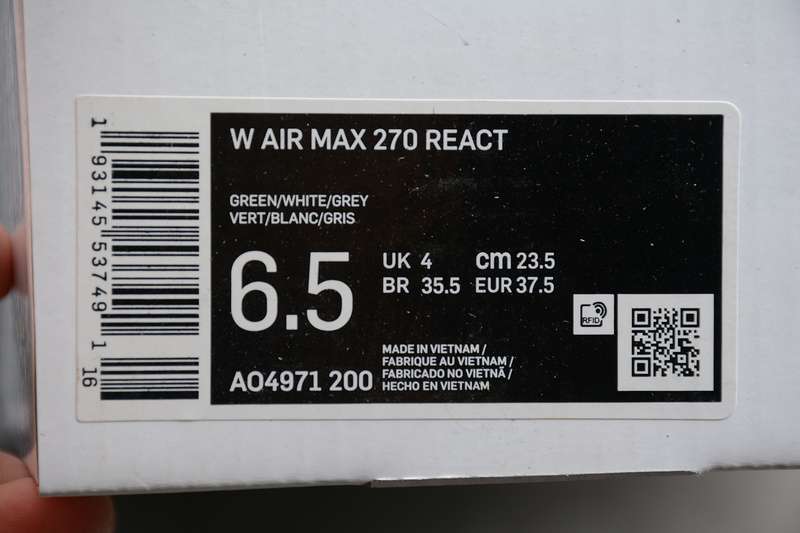 W AIR MAX 270 REACT
GREEN/WHITE/GREY
VERT/BLANC/GRIS
6.5
UK 4 cm 23.5
BR 35.5 EUR 37.5
MADE IN VIETNAM /
FABRIQUE AU VIETNAM /
FABRICADO NO VIETNÃ /
HECHO EN VIETNAM
AO4971 200
RFID
1 93145 53749 1
16